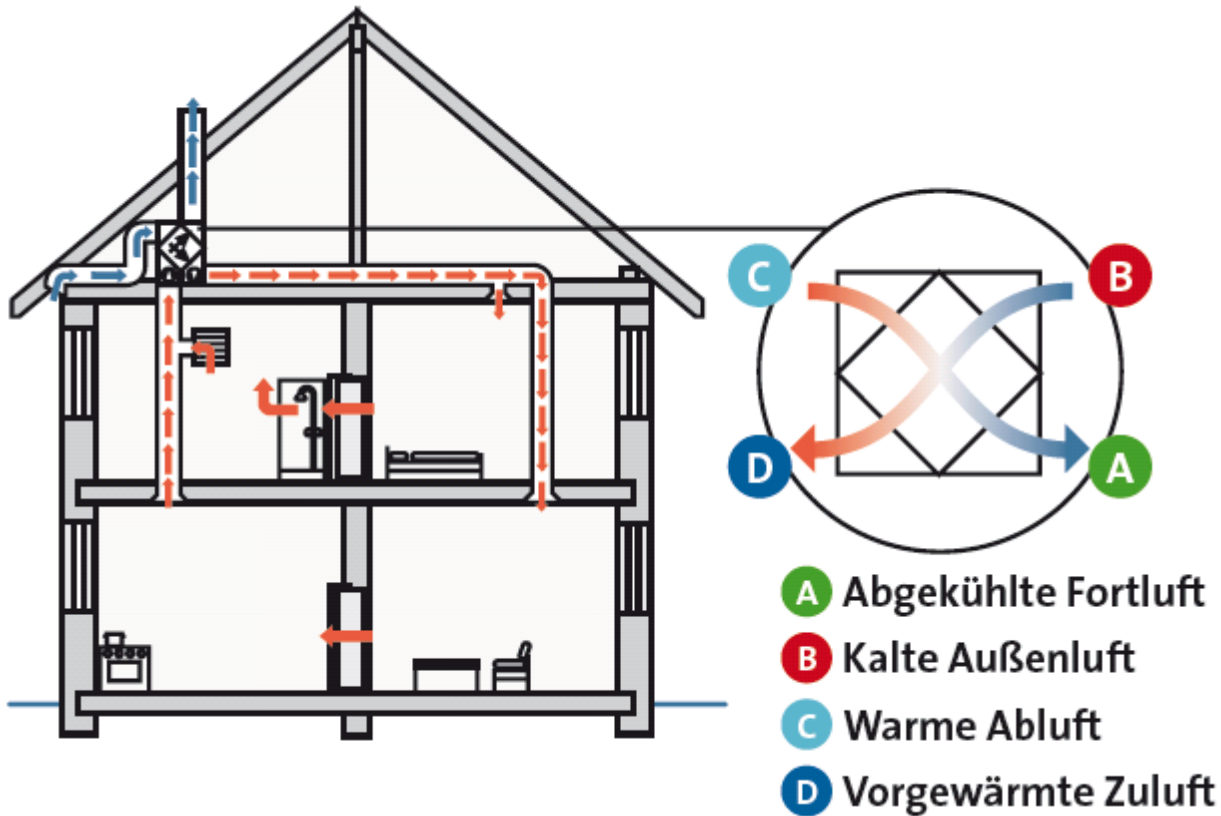 C
B
D
A
A Abgekühlte Fortluft
B Kalte Außenluft
C Warme Abluft
D Vorgewärmte Zuluft